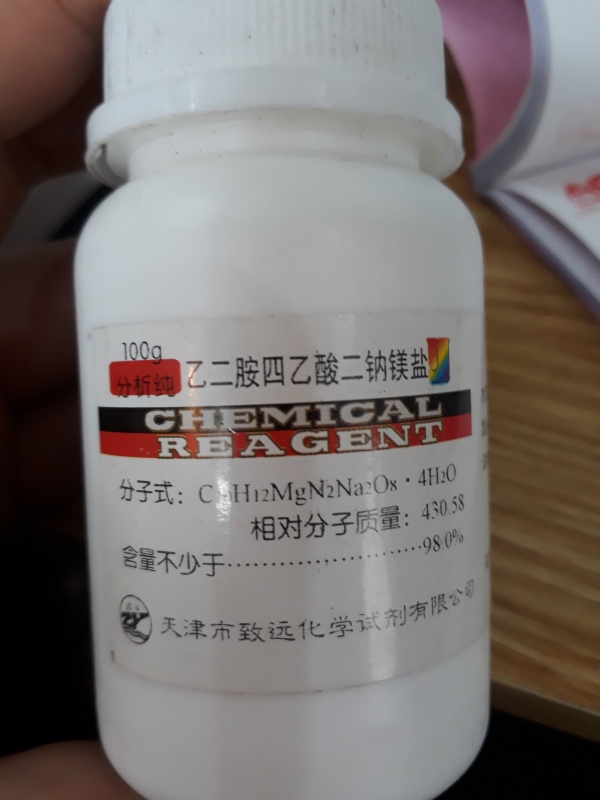 100g
分析纯 乙二胺四乙酸二钠镁盐
CHEMICAL
REAGENT
分子式: C H12MgN2Na2O8·4H2O
相对分子质量: 430.58
含量不少于························98.0%
天津市致远化学试剂有限公司